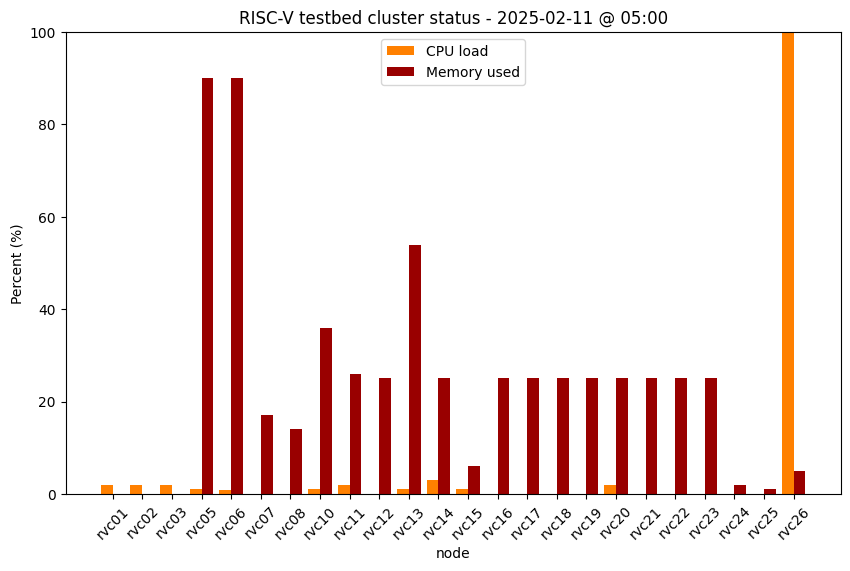 RISC-V testbed cluster status - 2025-02-11 @ 05:00
CPU load
Memory used
Percent (%)
100
80
60
40
20
0
rvc01
rvc02
rvc03
rvc05
rvc06
rvc07
rvc08
rvc10
rvc11
rvc12
rvc13
rvc14
rvc15
rvc16
rvc17
rvc18
rvc19
rvc20
rvc21
rvc22
rvc23
rvc24
rvc25
rvc26
node